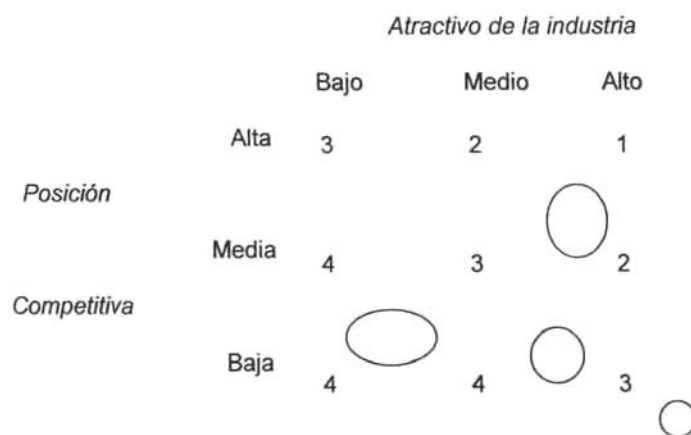 Atractivo de la industria
Bajo Medio Alto
Alta 3 2 1
Posición
Media 4 3 2
Competitiva
Baja 4 4 3